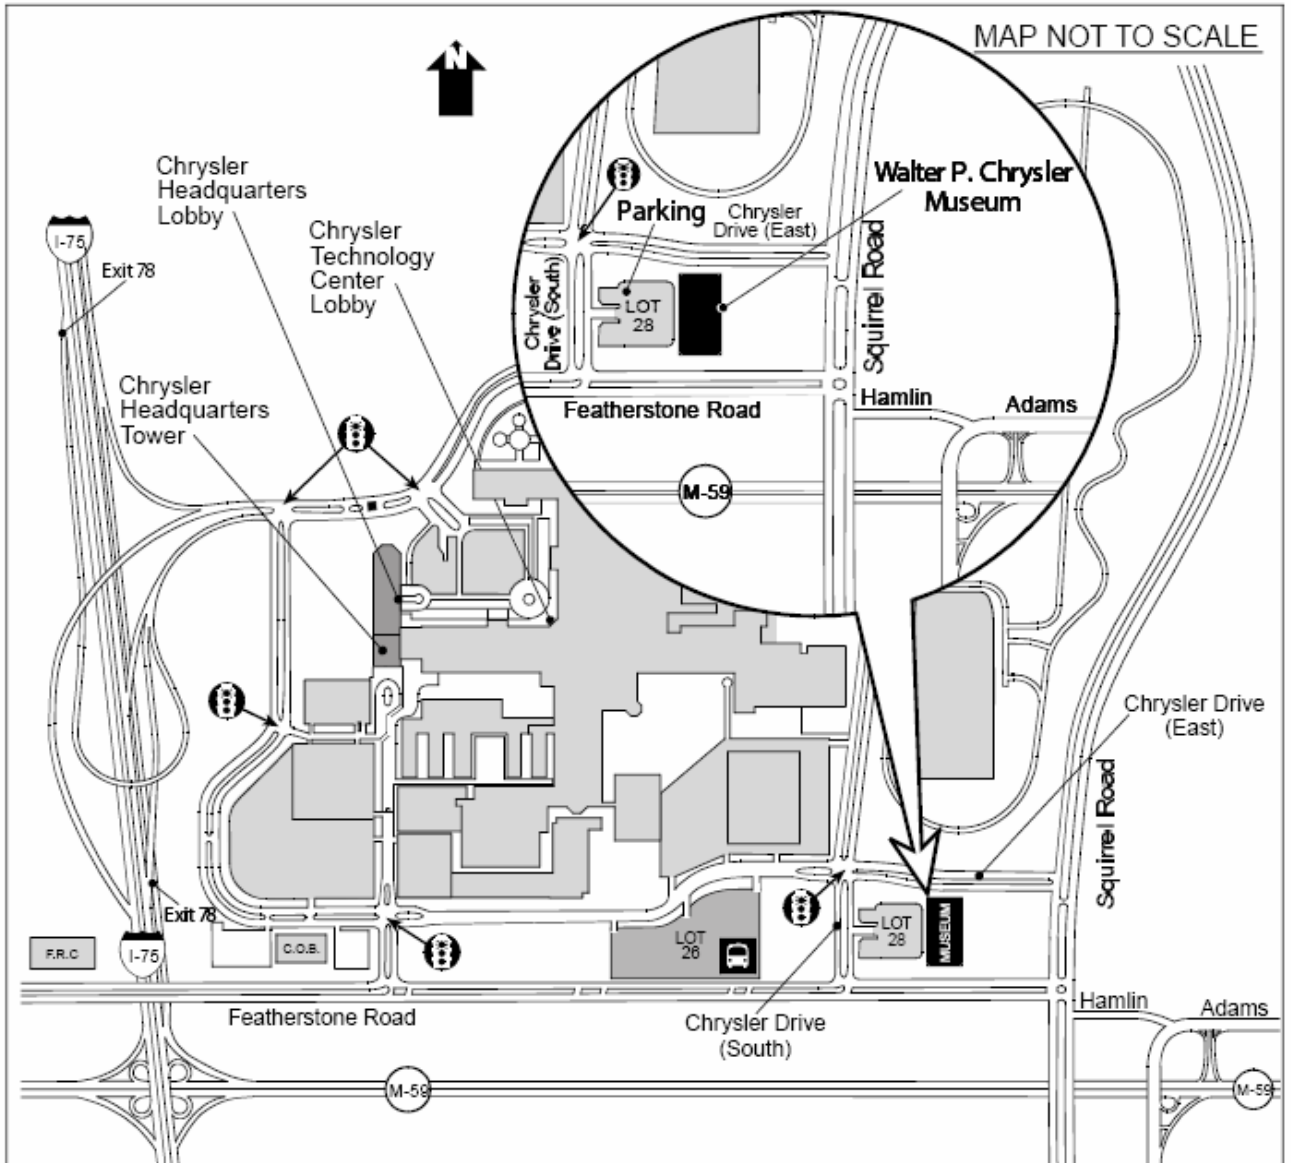 MAP NOT TO SCALE
N
Chrysler
Headquarters
Lobby
Chrysler
Technology
Center
Lobby
I-75
Exit 78
Chrysler
Headquarters
Tower
Walter P. Chrysler
Museum
Parking
Chrysler
Drive (East)
Chrysler
Drive (South)
LOT
28
Squirrel Road
Featherstone Road
Hamlin
Adams
M-59
Chrysler Drive
(East)
Squirrel Road
Exit 78
I-75
F.R.C
C.O.B.
LOT
26
LOT
28
MUSEUM
Featherstone Road
Chrysler Drive
(South)
Hamlin
Adams
M-59
M-59